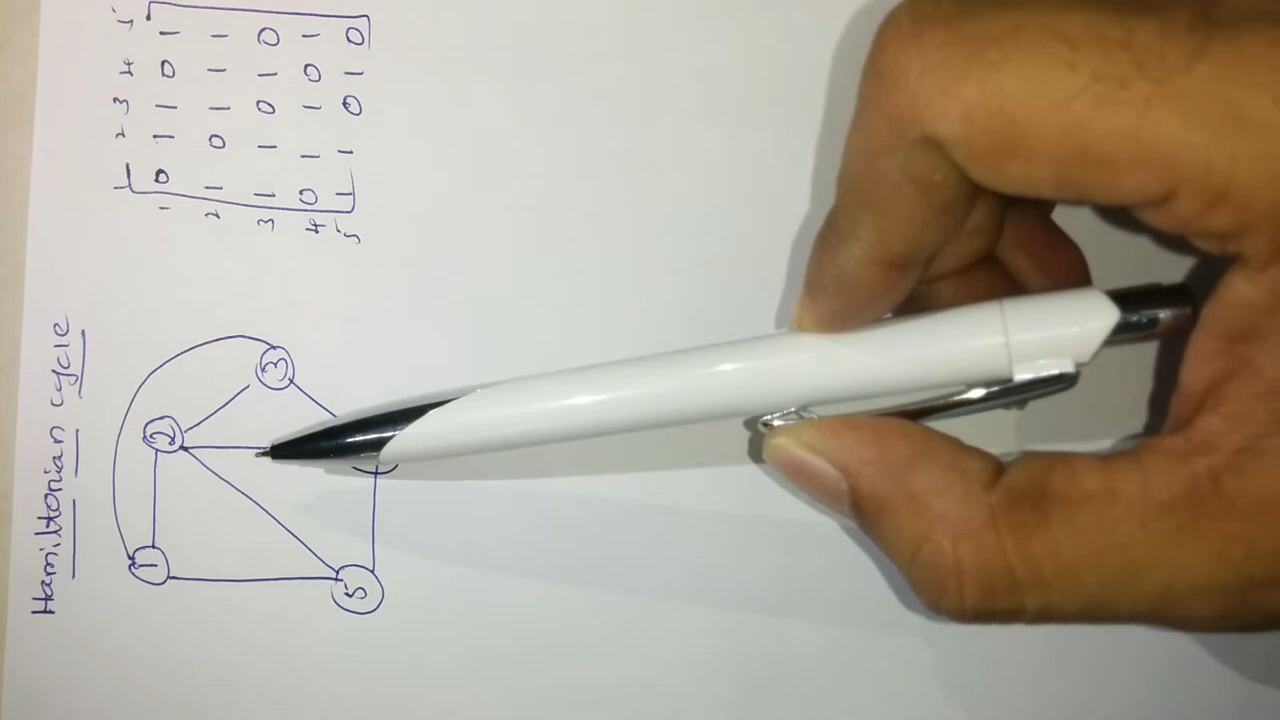 Hamiltonian cycle
1 2
3
5
1 2 3 4 5
1 0 1 1 0 1
2 1 0 1 1 1
3 1 1 0 1 0
4 0 1 1 0 1
5 1 1 0 1 0